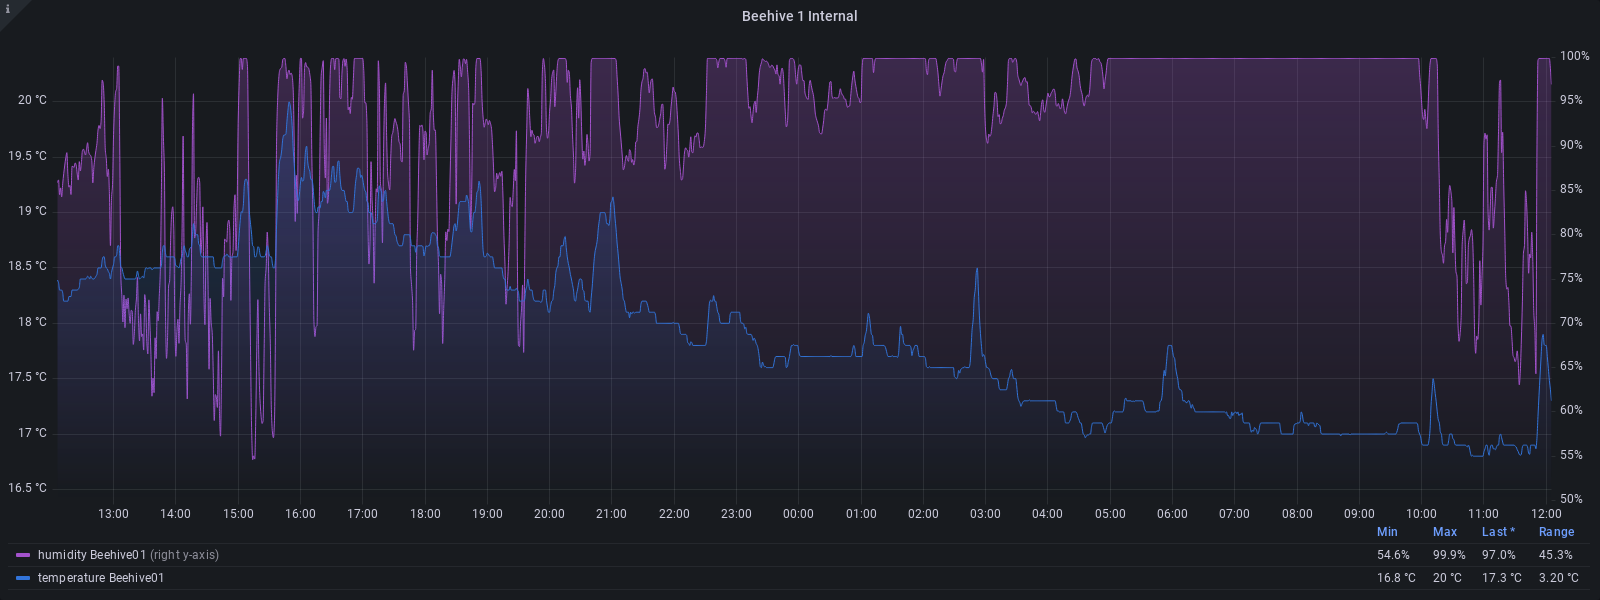 i
Beehive 1 Internal
20 °C
19.5 °C
19 °C
18.5 °C
18 °C
17.5 °C
17 °C
16.5 °C
100%
95%
90%
85%
80%
75%
70%
65%
60%
55%
50%
13:00 14:00 15:00 16:00 17:00 18:00 19:00 20:00 21:00 22:00 23:00 00:00 01:00 02:00 03:00 04:00 05:00 06:00 07:00 08:00 09:00 10:00 11:00 12:00
Min Max Last * Range
humidity Beehive01 (right y-axis) 54.6% 99.9% 97.0% 45.3%
temperature Beehive01 16.8 °C 20 °C 17.3 °C 3.20 °C